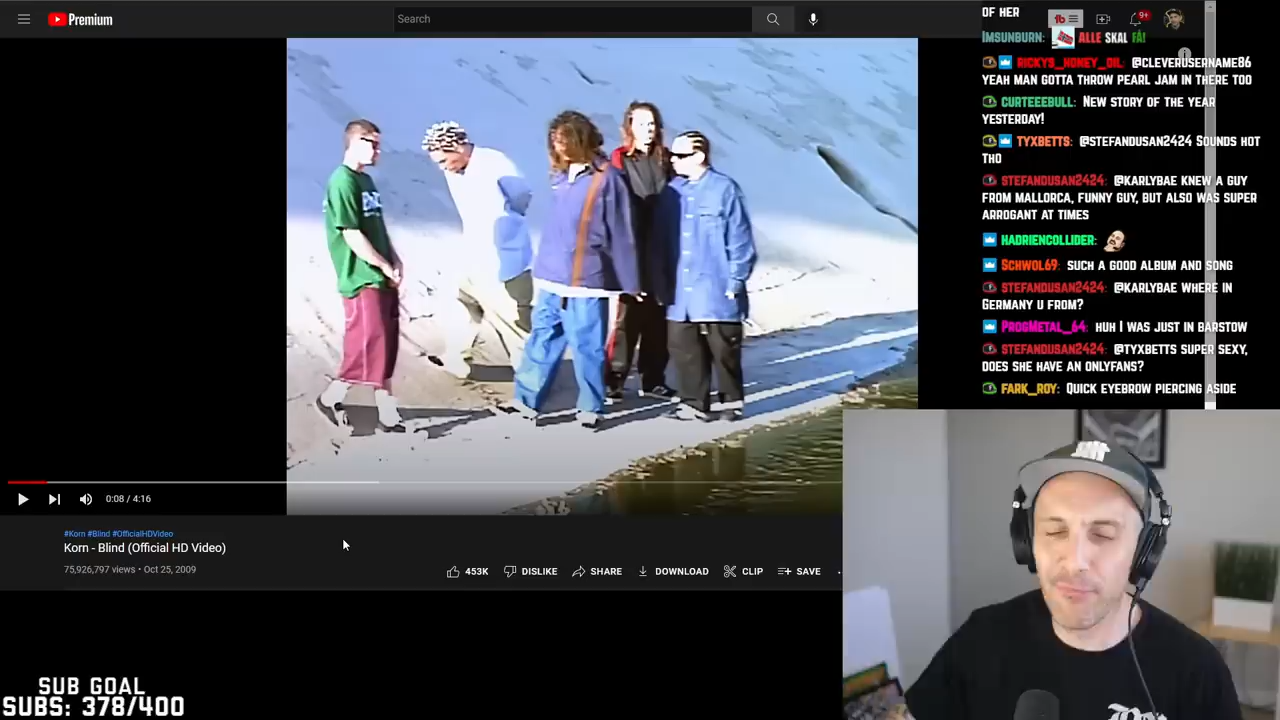 Premium
Search
9+
OF HER
IMSUNBURN: ALLE SKAL FÅ!
RICKYS_HONEY_OIL: @CLEVERUSERNAME86
YEAH MAN GOTTA THROW PEARL JAM IN THERE TOO
CURTEEEBULL: NEW STORY OF THE YEAR
YESTERDAY!
TYXBETTS: @STEFANDUSAN2424 SOUNDS HOT
THO
STEFANDUSAN2424: @KARLYBAE KNEW A GUY
FROM MALLORCA, FUNNY GUY, BUT ALSO WAS SUPER
ARROGANT AT TIMES
HADRIENCOLLIDER:
SCHWOL69: SUCH A GOOD ALBUM AND SONG
STEFANDUSAN2424: @KARLYBAE WHERE IN
GERMANY U FROM?
PROGMETAL_64: HUH I WAS JUST IN BARSTOW
STEFANDUSAN2424: @TYXBETTS SUPER SEXY,
DOES SHE HAVE AN ONLYFANS?
FARK_ROY: QUICK EYEBROW PIERCING ASIDE
0:08 / 4:16
#Korn #Blind #OfficialHDVideo
Korn - Blind (Official HD Video)
75,926,797 views • Oct 25, 2009
453K DISLIKE SHARE DOWNLOAD CLIP SAVE
SUB GOAL
SUBS: 378/400